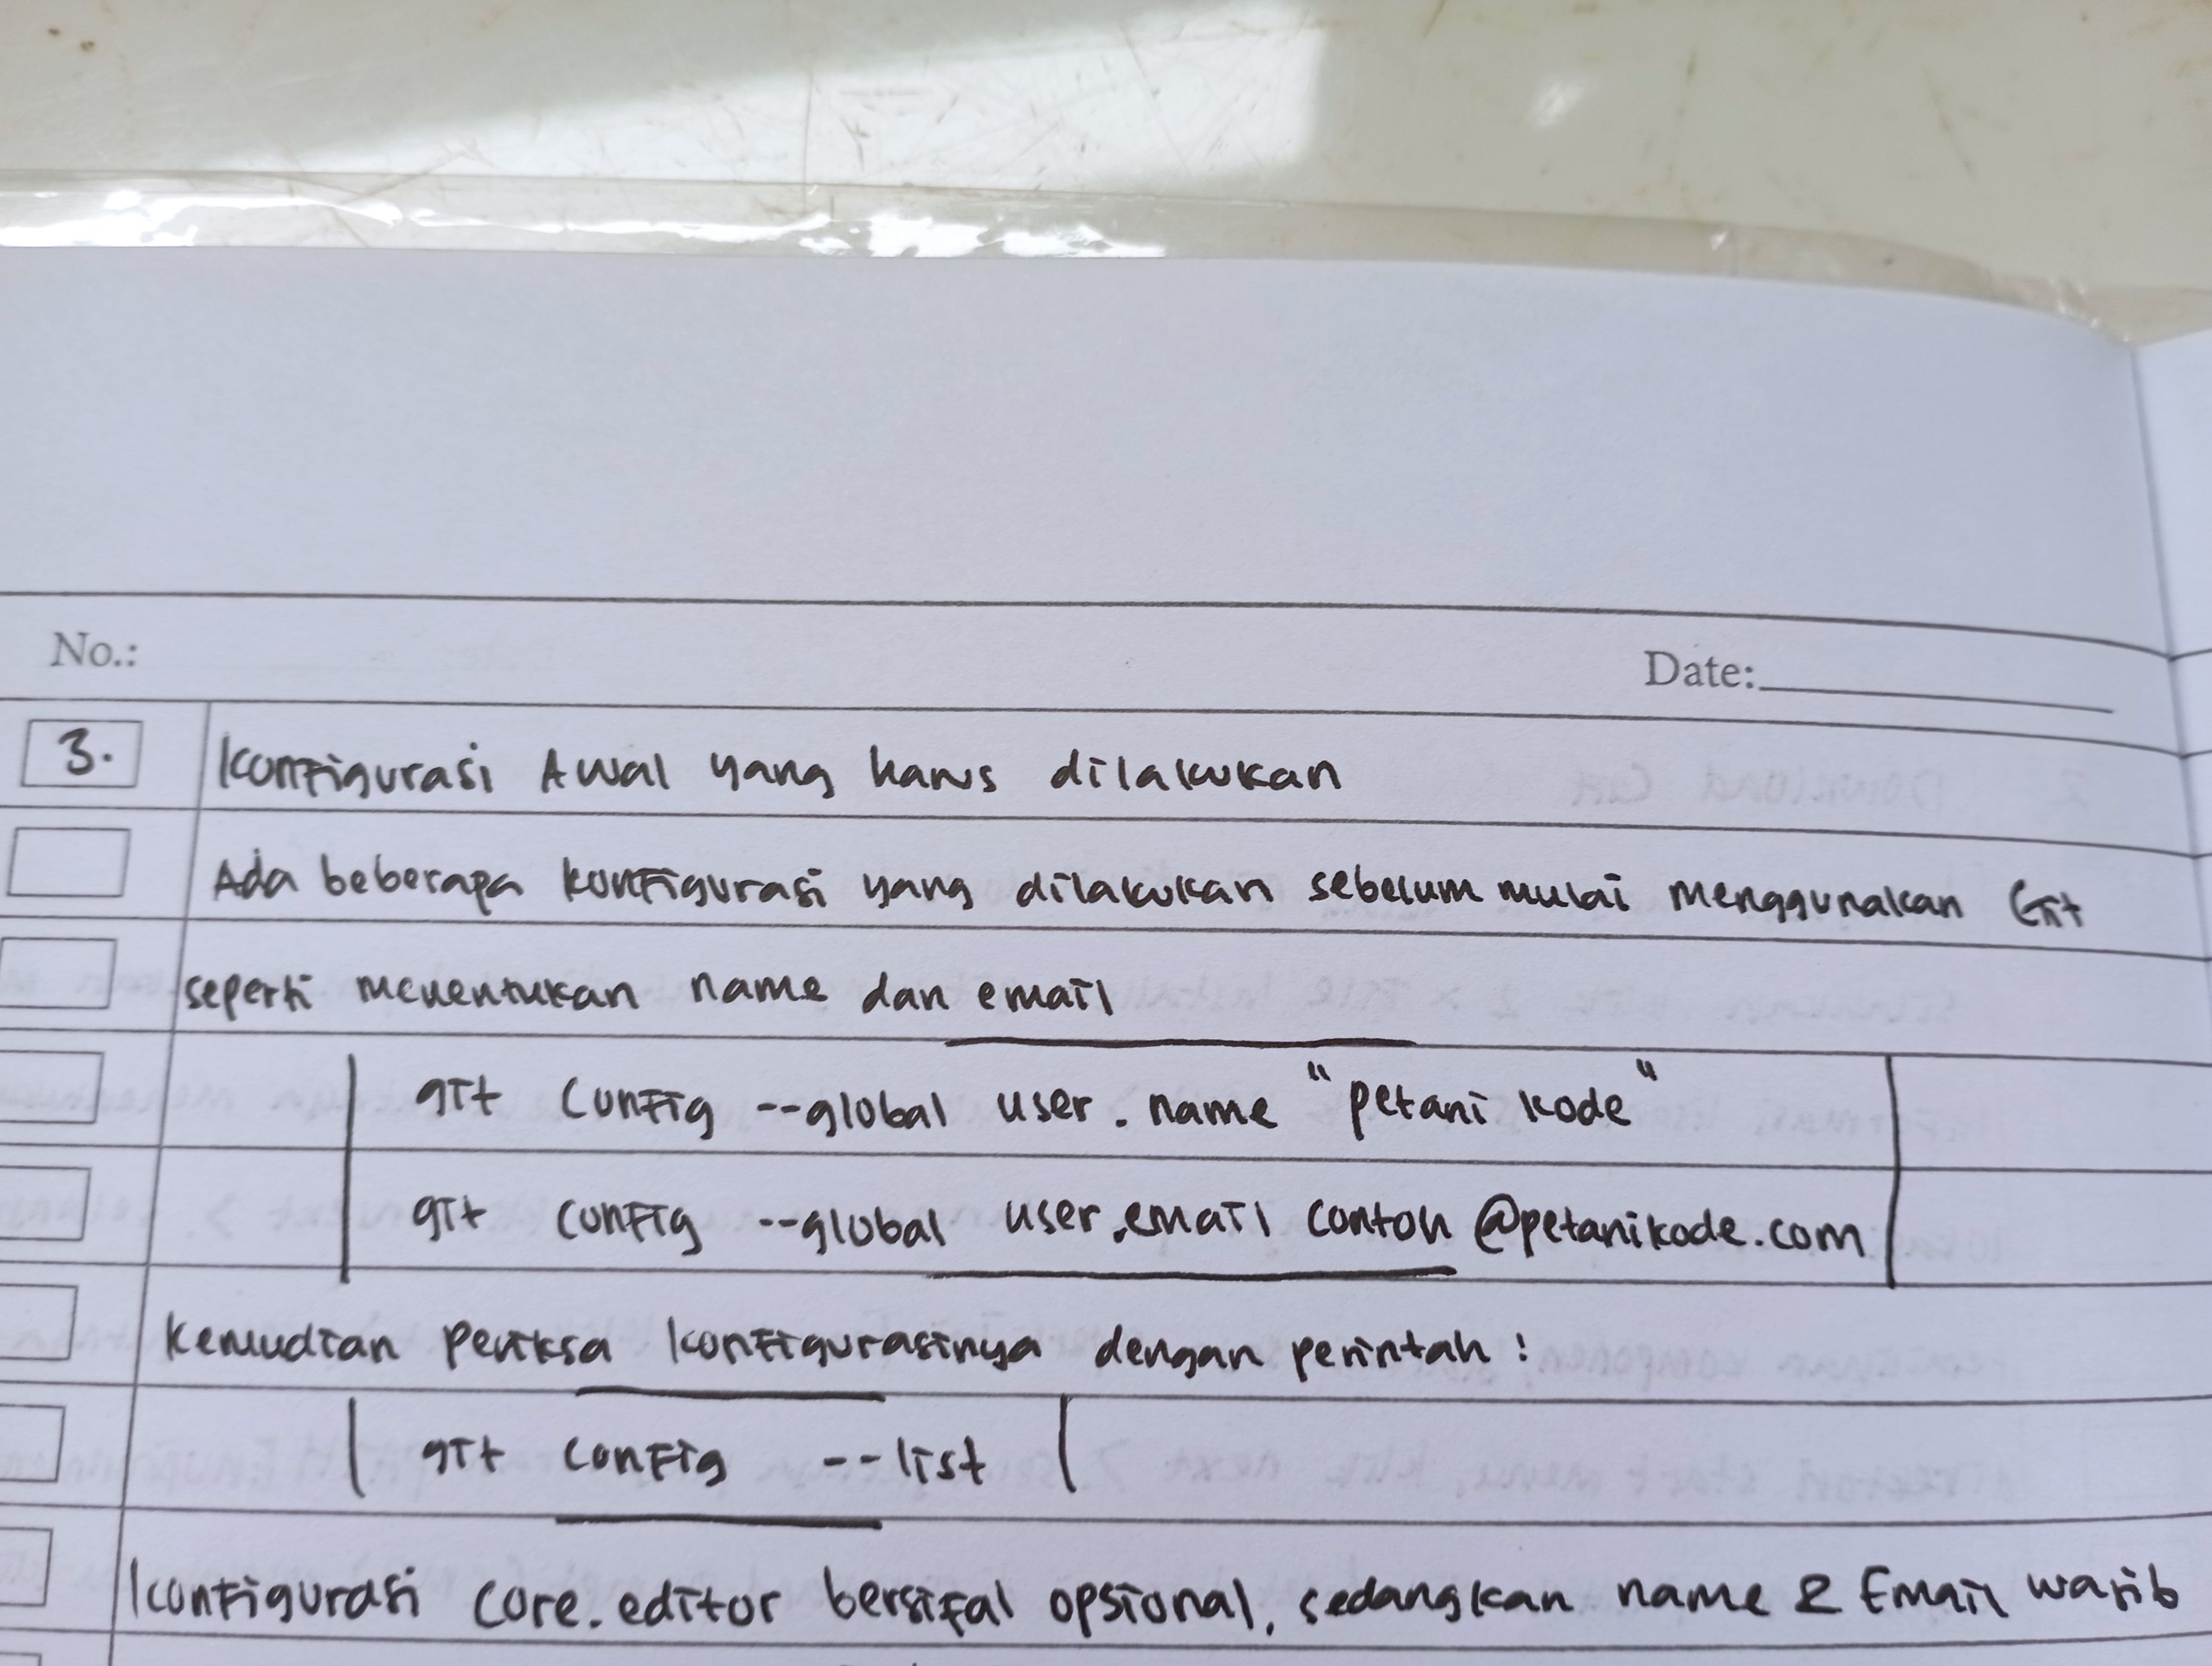 No.:
Date:
3. Konfigurasi Awal yang harus dilakukan
Ada beberapa konfigurasi yang dilakukan sebelum mulai menggunakan Git
seperti menentukan name dan email
git config --global user.name "petani kode"
git config --global user.email contoh@petanikode.com
Kemudian periksa konfigurasinya dengan perintah:
git config --list
Konfigurasi core.editor bersifal opsional, sedangkan name & Email wajib